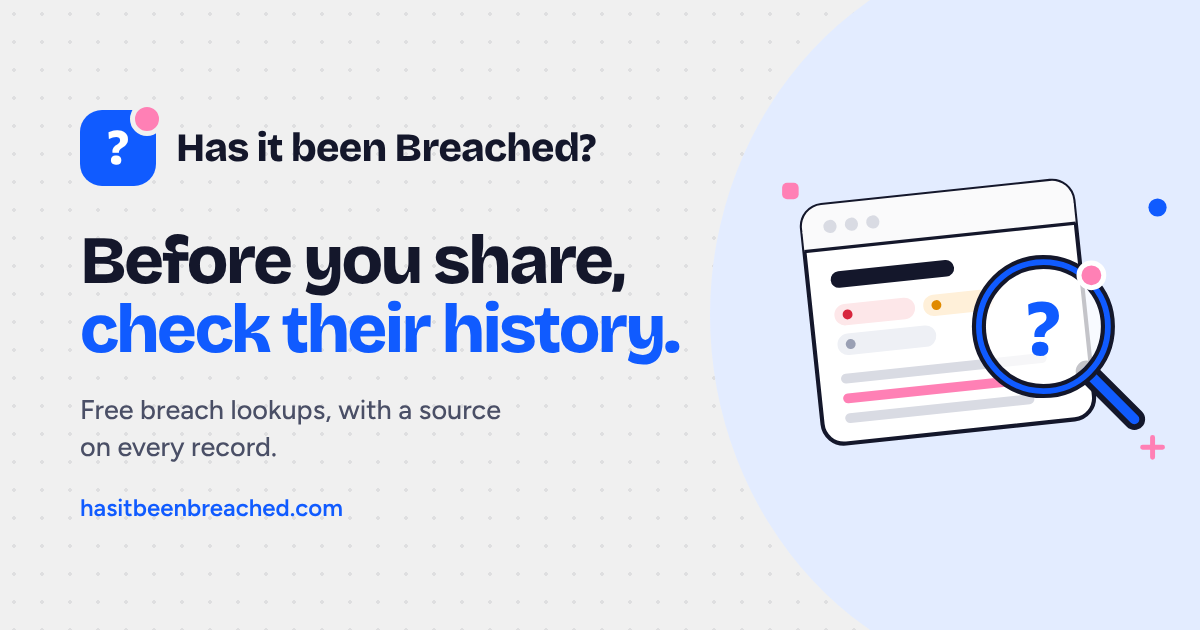 ?
Has it been Breached?
Before you share,
check their history.
Free breach lookups, with a source
on every record.
hasitbeenbreached.com
?